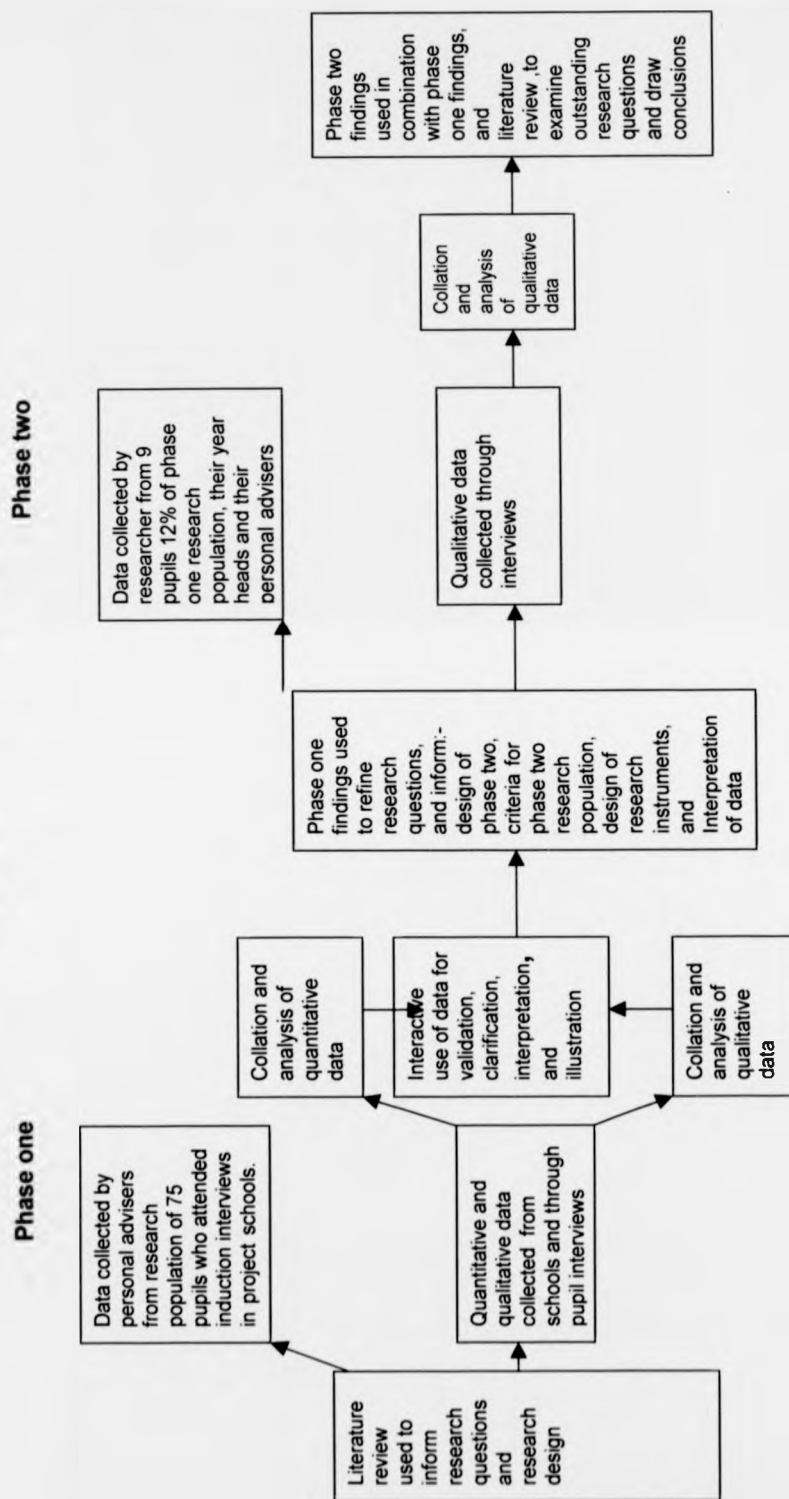 Phase one
Phase two
Literature
review
used to
inform
research
questions
and
research
design
Data collected by
personal advisers
from research
population of 75
pupils who attended
induction interviews
in project schools.
Quantitative and
qualitative data
collected from
schools and through
pupil interviews
Collation and
analysis of
quantitative
data
Interactive
use of data for
validation,
clarification,
interpretation,
and
illustration
Collation and
analysis of
qualitative
data
Phase one
findings used
to refine
research
questions,
and inform:-
design of
phase two,
criteria for
phase two
research
population,
design of
research
instruments,
and
Interpretation
of data
Data collected by
researcher from 9
pupils 12% of phase
one research
population, their year
heads and their
personal advisers
Qualitative data
collected through
interviews
Collation
and
analysis
of
qualitative
data
Phase two
findings
used in
combination
with phase
one findings,
and
literature
review ,to
examine
outstanding
research
questions
and draw
conclusions